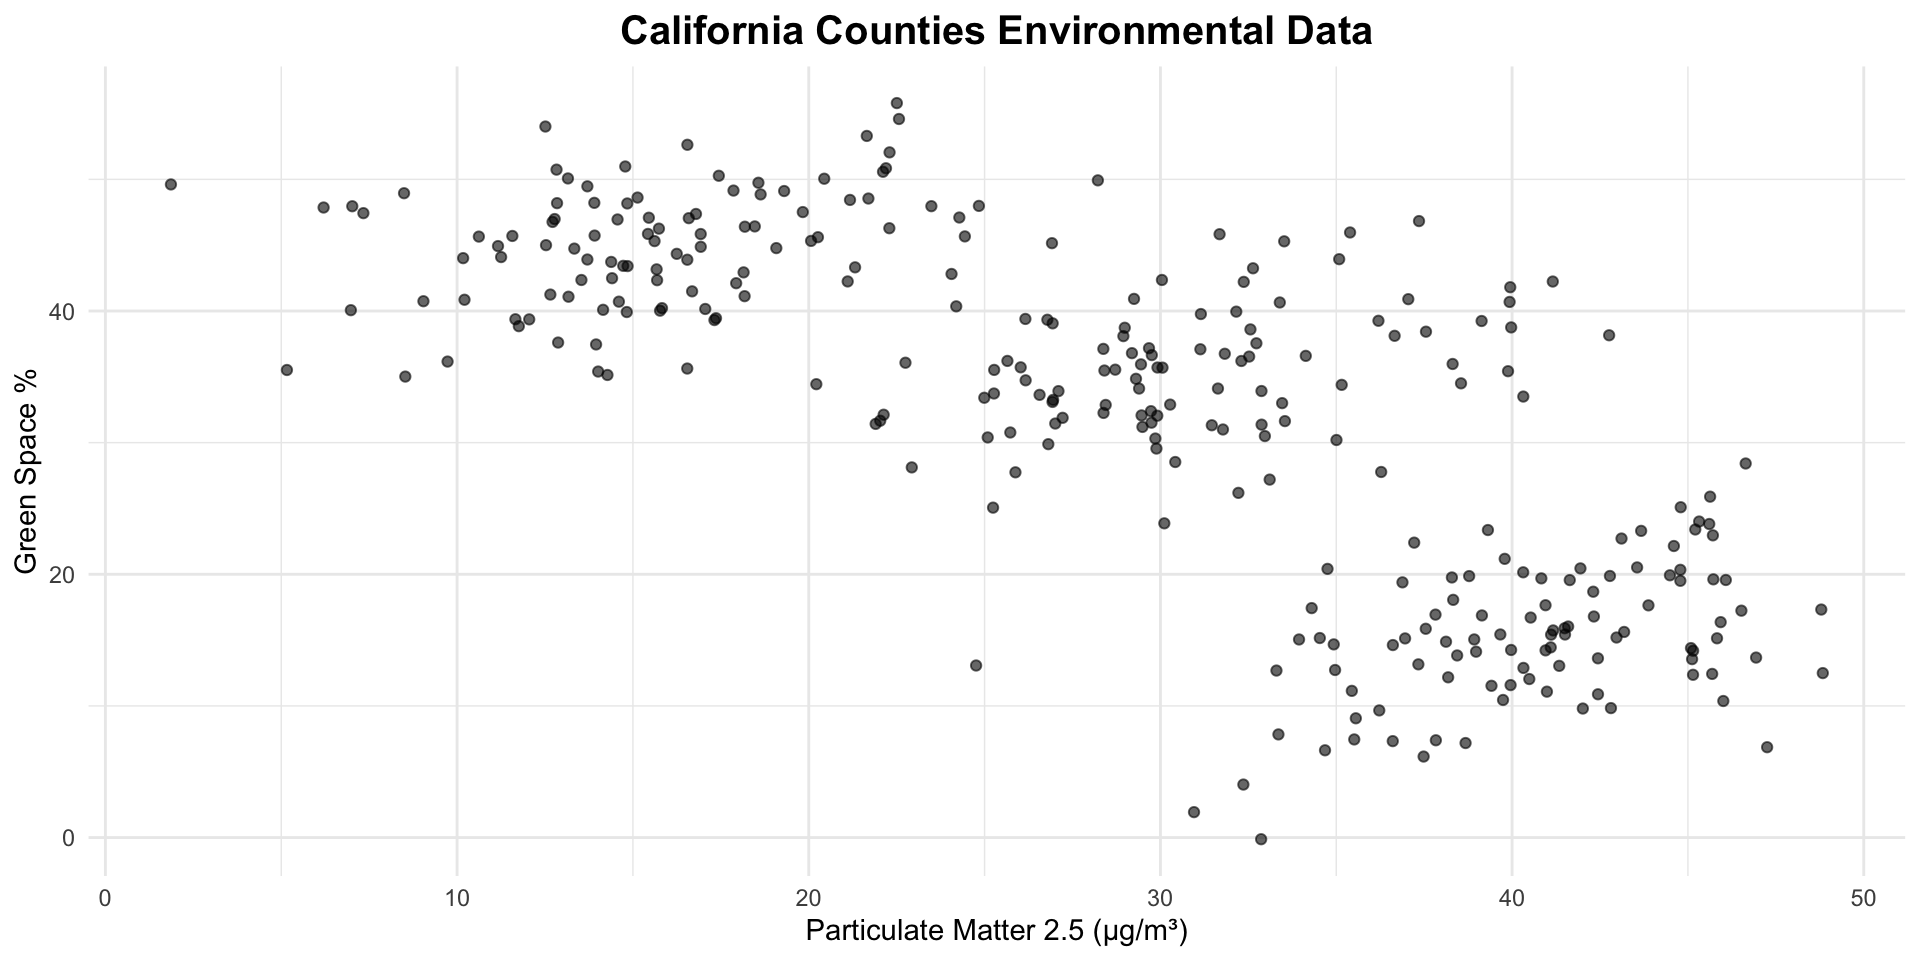 California Counties Environmental Data
Green Space %
40
20
0
0 10 20 30 40 50
Particulate Matter 2.5 (µg/m³)